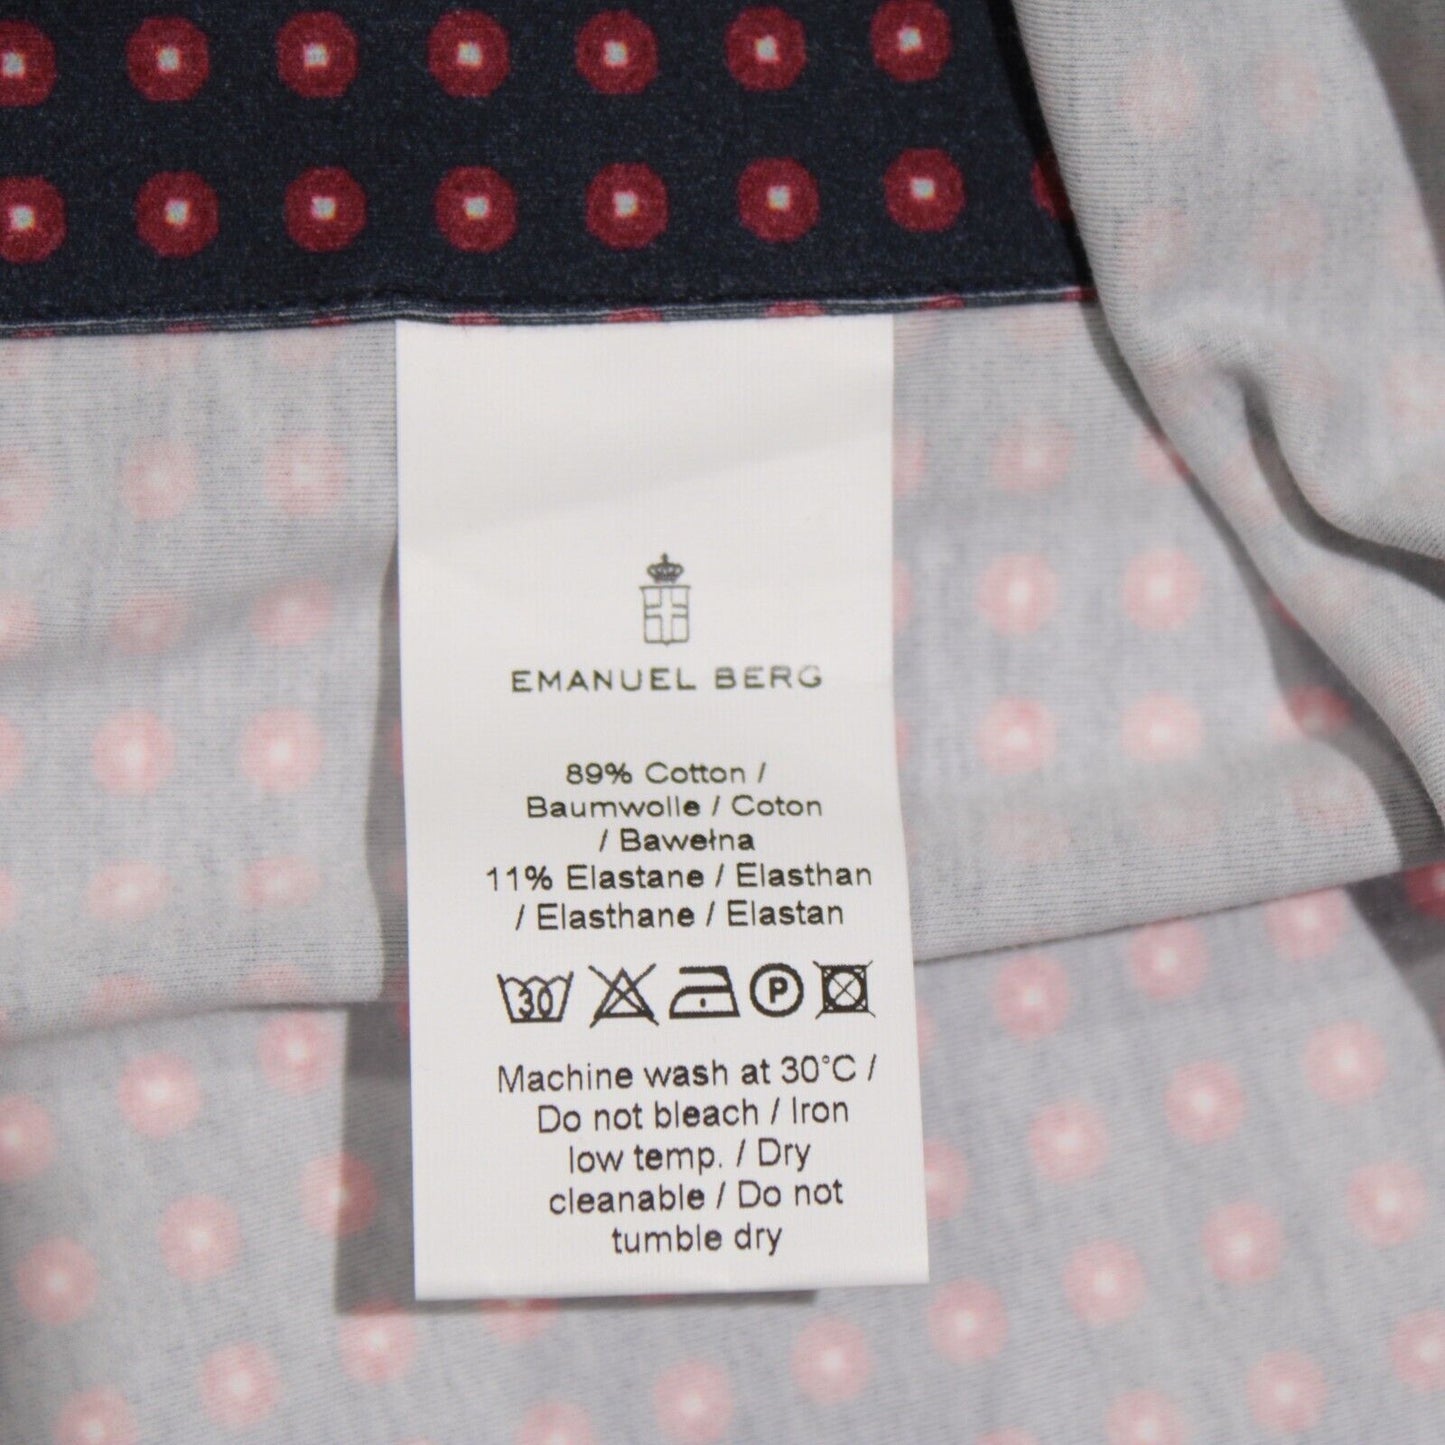 EMANUEL BERG
89% Cotton /
Baumwolle / Coton
/ Bawełna
11% Elastane / Elasthan
/ Elasthane / Elastan
30 P
Machine wash at 30°C /
Do not bleach / Iron
low temp. / Dry
cleanable / Do not
tumble dry